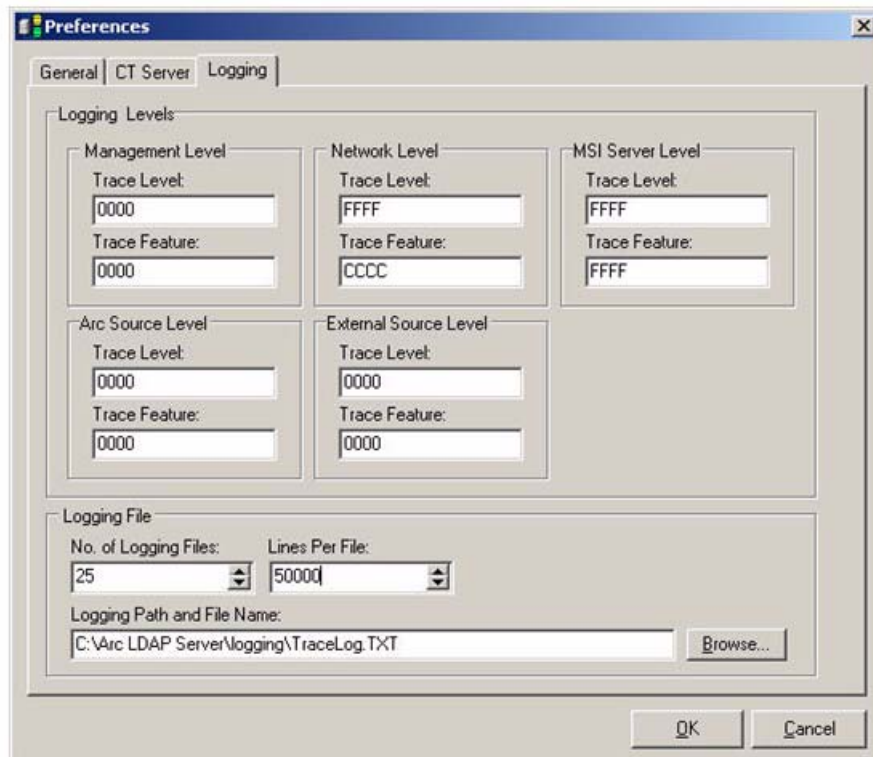 Preferences
General CT Server Logging
Logging Levels
Management Level Network Level MSI Server Level
Trace Level: Trace Level: Trace Level:
0000 FFFF FFFF
Trace Feature: Trace Feature: Trace Feature:
0000 CCCC FFFF
Arc Source Level External Source Level
Trace Level: Trace Level:
0000 0000
Trace Feature: Trace Feature:
0000 0000
Logging File
No. of Logging Files: Lines Per File:
25 50000
Logging Path and File Name:
C:\Arc LDAP Server\logging\TraceLog.TXT Browse...
OK Cancel